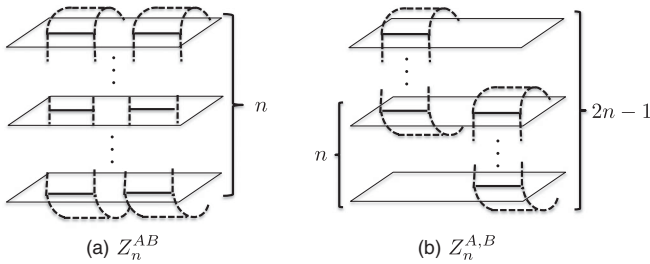 n
n
2n − 1
(a) Z_n^{AB}
(b) Z_n^{A,B}